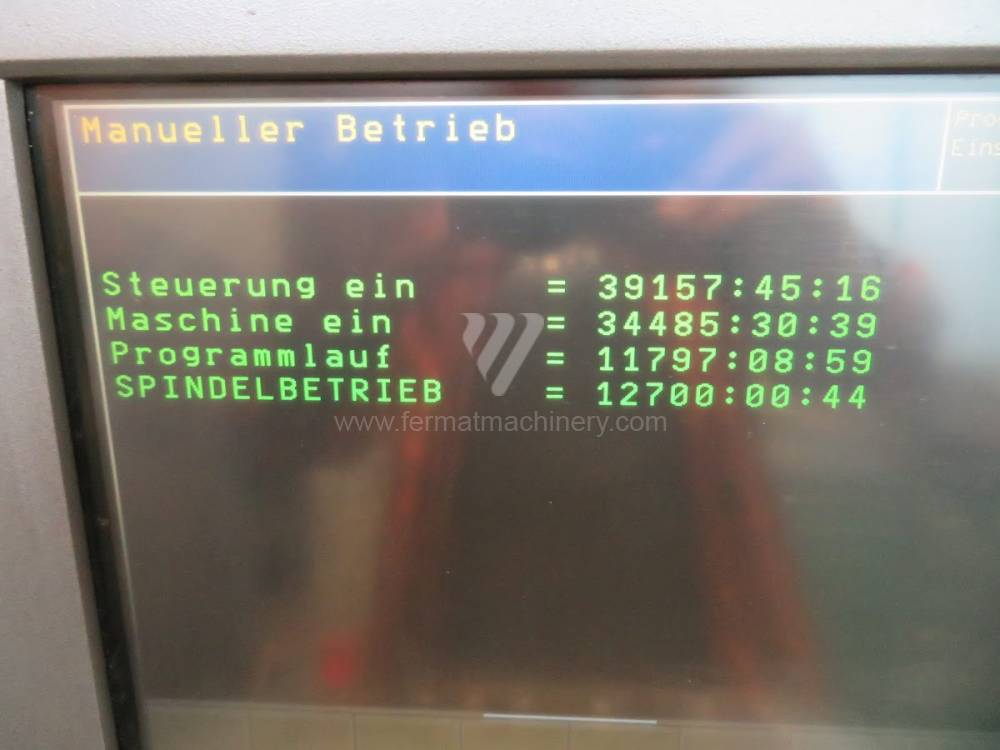 Manueller Betrieb
Steuerung ein = 39157:45:16
Maschine ein = 34485:30:39
Programmlauf = 11797:08:59
SPINDELBETRIEB = 12700:00:44
www.fermatmachinery.com